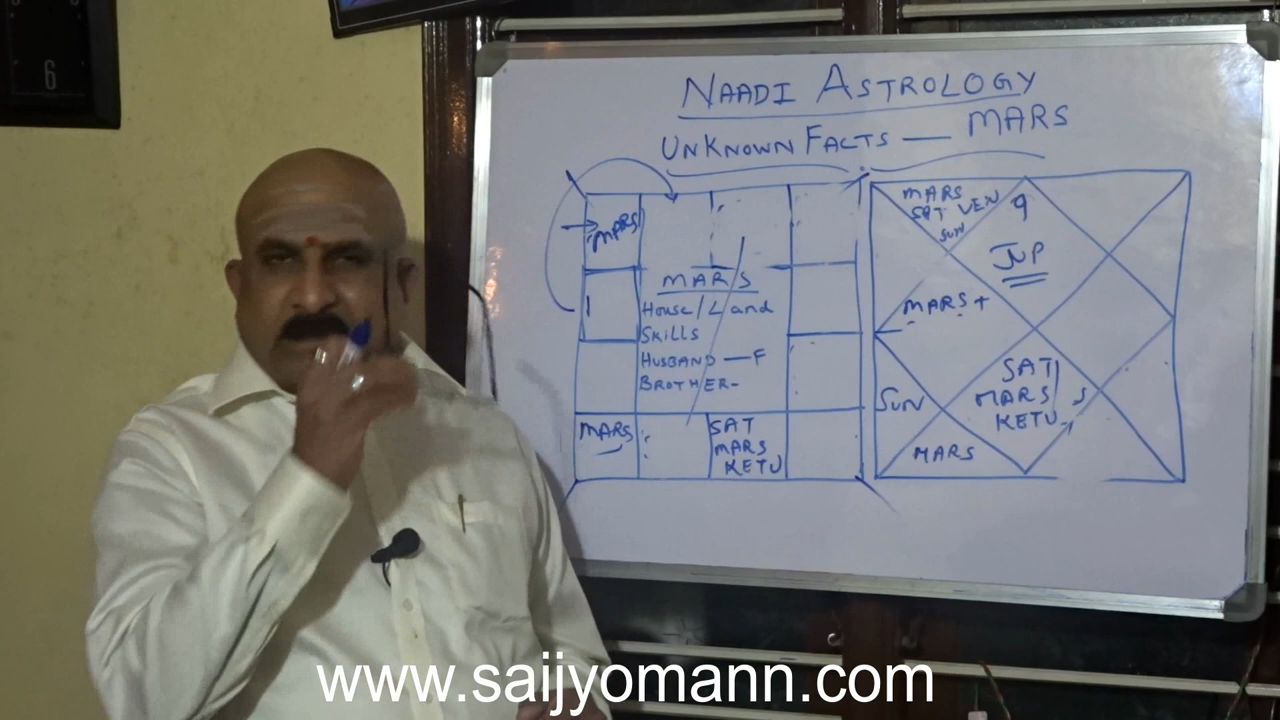 6
NAADI ASTROLOGY
UNKNOWN FACTS — MARS
MARS
MARS
House/Land
SKILLS
HUSBAND — F
BROTHER-
MARS
SAT
MARS
KETU
MARS
SAT VEN
SUN
9
JUP
MARS +
SUN
MARS
SAT
MARS
KETU
www.saijyomann.com